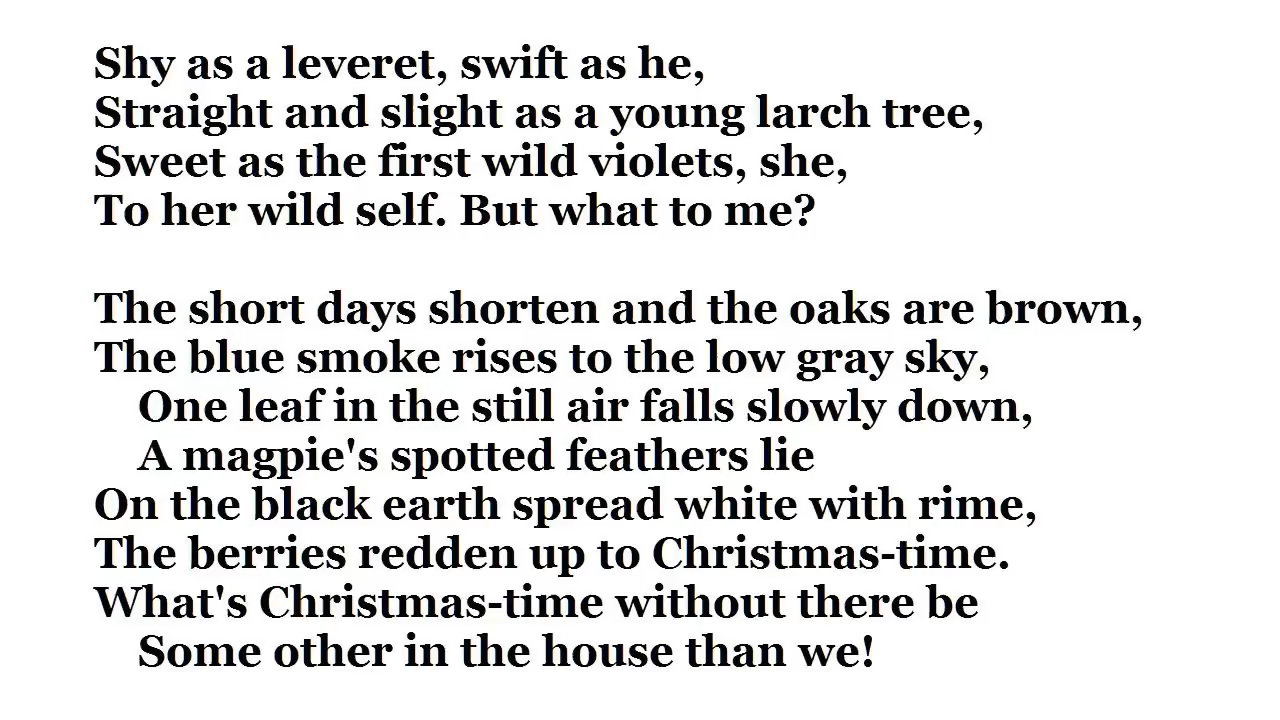 Shy as a leveret, swift as he,
Straight and slight as a young larch tree,
Sweet as the first wild violets, she,
To her wild self. But what to me?

The short days shorten and the oaks are brown,
The blue smoke rises to the low gray sky,
One leaf in the still air falls slowly down,
A magpie's spotted feathers lie
On the black earth spread white with rime,
The berries redden up to Christmas-time.
What's Christmas-time without there be
Some other in the house than we!